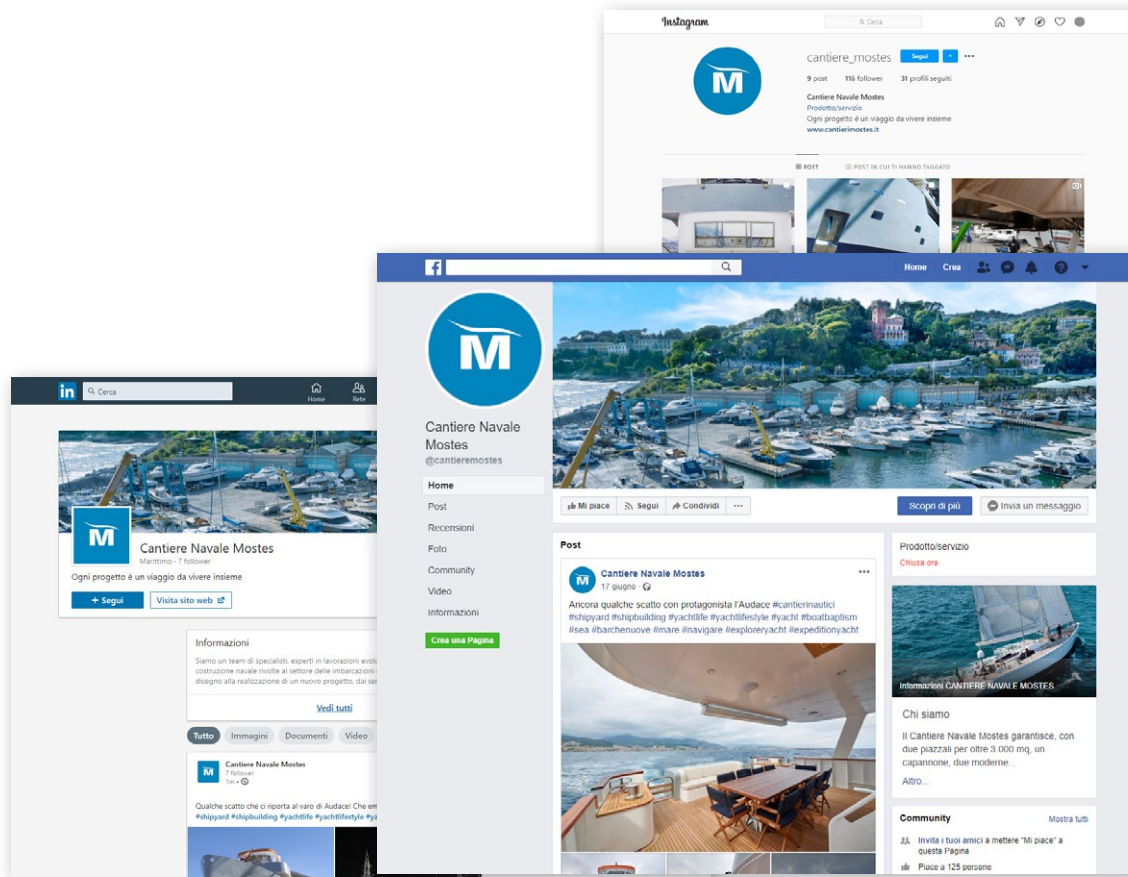 Instagram
Cerca
cantiere_mostes
Segui
9 post 116 follower 31 profili seguiti
Cantiere Navale Mostes
Prodotto/servizio
Ogni progetto è un viaggio da vivere insieme
www.cantierimostes.it
POST
POST IN CUI TI HANNO TAGGATO
M
f
Home Crea
M
Cantiere Navale
Mostes
@cantieremostes
Home
Post
Recensioni
Foto
Community
Video
Informazioni
Crea una Pagina
Mi piace
Segui
Condividi
Scopri di più
Invia un messaggio
Post
Cantiere Navale Mostes
17 giugno
Ancora qualche scatto con protagonista l'Audace #cantierinautici
#shipyard #shipbuilding #yachtlife #yachtlifestyle #yacht #boatbaptism
#sea #barchenuove #mare #navigare #exploreryacht #expeditionyacht
Prodotto/servizio
Chiusa ora
Informazioni CANTIERE NAVALE MOSTES
Chi siamo
Il Cantiere Navale Mostes garantisce, con
due piazzali per oltre 3.000 mq, un
capannone, due moderne...
Altro...
Community
Mostra tutti
Invita i tuoi amici a mettere "Mi piace" a
questa Pagina
Piace a 125 persone
in
Cerca
Home
Rete
M
Cantiere Navale Mostes
Marittimo - 7 follower
Ogni progetto è un viaggio da vivere insieme
+ Segui
Visita sito web
Informazioni
Siamo un team di specialisti, esperti in lavorazioni
costruzione navale rivolte al settore delle imbarcazioni
disegno alla realizzazione di un nuovo progetto, dai
Vedi tutti
Tutto
Immagini
Documenti
Video
M
Cantiere Navale Mostes
7 follower
1m
Qualche scatto che ci riporta al varo di Audace! Che
#shipyard #shipbuilding #yachtlife #yachtlifestyle